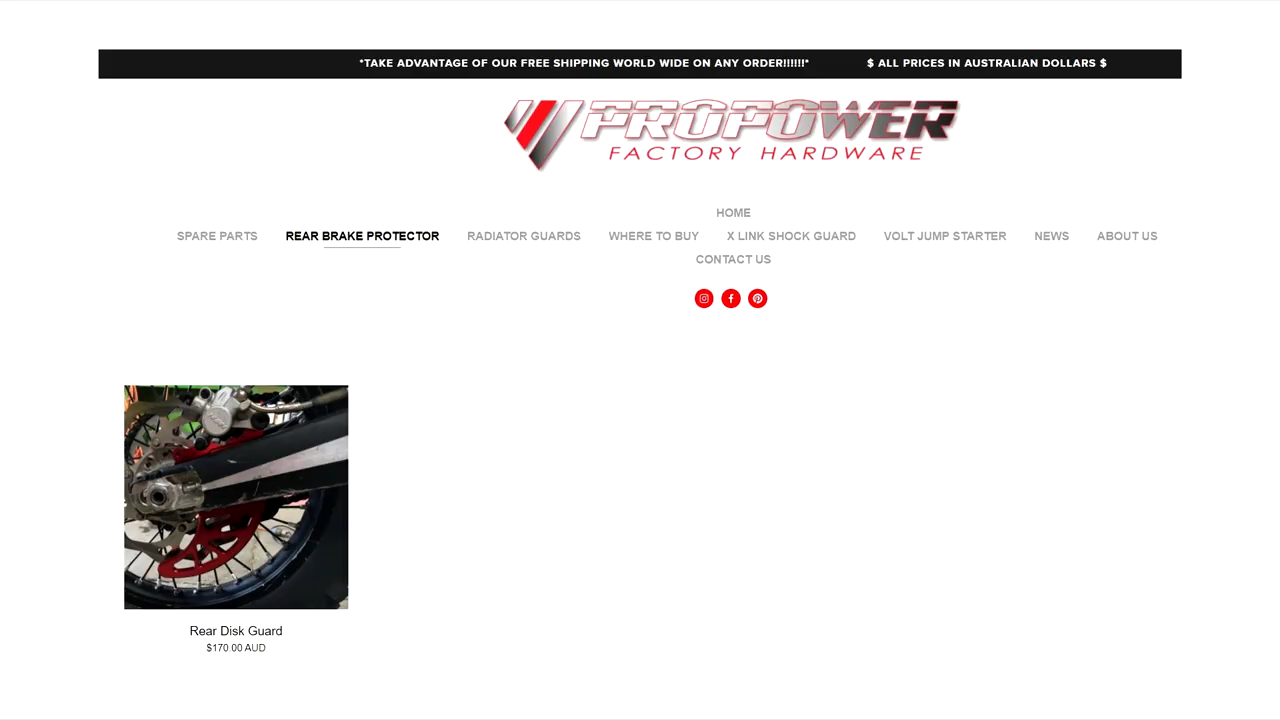 *TAKE ADVANTAGE OF OUR FREE SHIPPING WORLD WIDE ON ANY ORDER!!!!!!* $ ALL PRICES IN AUSTRALIAN DOLLARS $
PROPOWER
FACTORY HARDWARE
HOME
SPARE PARTS REAR BRAKE PROTECTOR RADIATOR GUARDS WHERE TO BUY X LINK SHOCK GUARD VOLT JUMP STARTER NEWS ABOUT US
CONTACT US
Rear Disk Guard
$170.00 AUD